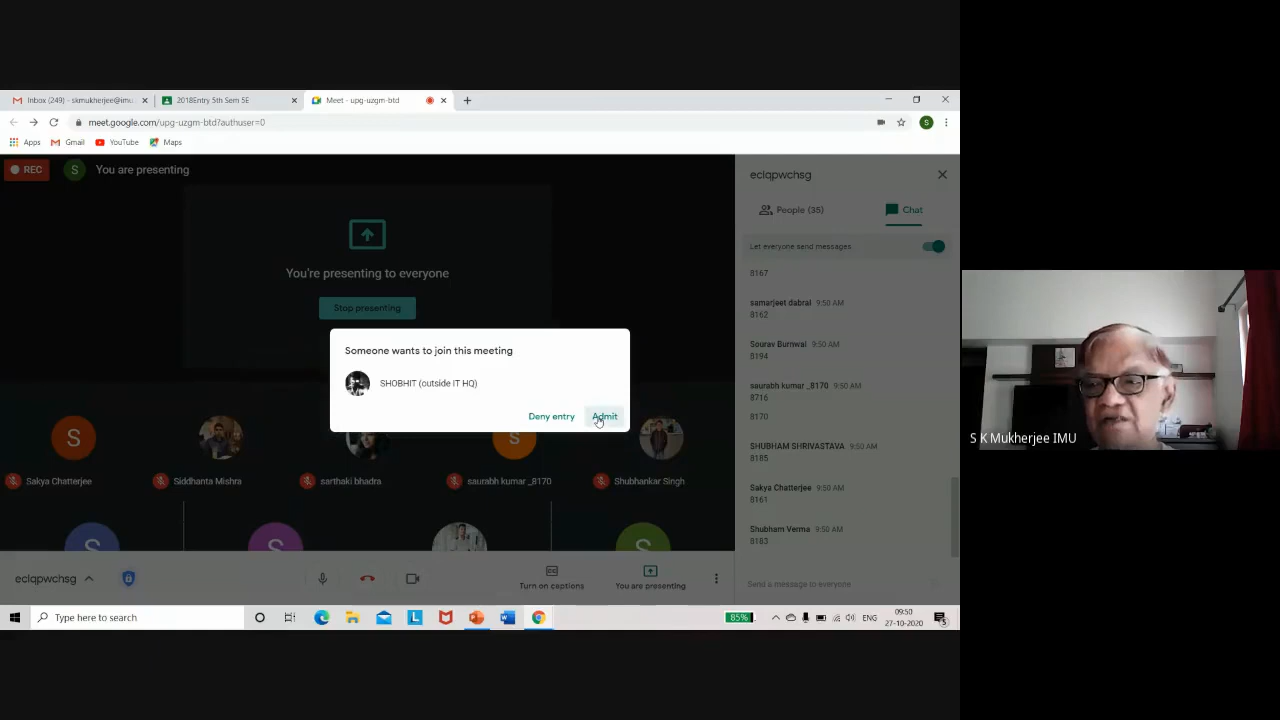 Inbox (249) - skmukherjee@imu.
2018Entry 5th Sem 5E
Meet - upg-uzgm-btd
meet.google.com/upg-uzgm-btd?authuser=0
Apps
Gmail
YouTube
Maps
REC
S
You are presenting
You're presenting to everyone
Stop presenting
Someone wants to join this meeting
SHOBHIT (outside IT HQ)
Deny entry
Admit
S
S
Sakya Chatterjee
Siddhanta Mishra
sarthaki bhadra
saurabh kumar _8170
Shubhankar Singh
S
S
S
eclqpwchsg
Turn on captions
You are presenting
eclqpwchsg
People (35)
Chat
Let everyone send messages
8167
samarjeet dabral 9:50 AM
8162
Sourav Burnwal 9:50 AM
8194
saurabh kumar _8170 9:50 AM
8716
8170
SHUBHAM SHRIVASTAVA 9:50 AM
8185
Sakya Chatterjee 9:50 AM
8161
Shubham Verma 9:50 AM
8183
Send a message to everyone
Type here to search
85%
ENG
09:50
27-10-2020
S K Mukherjee IMU